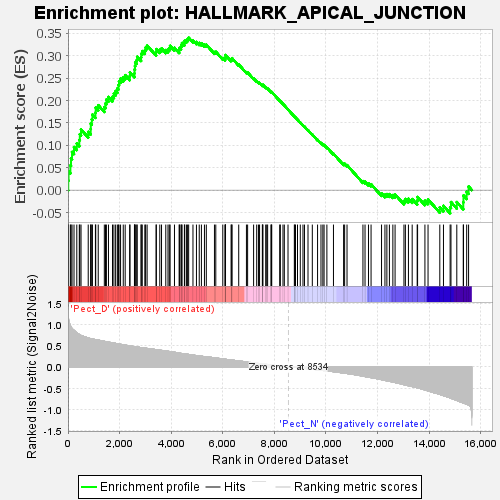 Enrichment plot: HALLMARK_APICAL_JUNCTION
Enrichment score (ES)
0.35
0.30
0.25
0.20
0.15
0.10
0.05
0.00
-0.05
Ranked list metric (Signal2Noise)
'Pect_D' (positively correlated)
1.5
1.0
0.5
0.0
-0.5
-1.0
-1.5
Zero cross at 8534
'Pect_N' (negatively correlated)
0 2,000 4,000 6,000 8,000 10,000 12,000 14,000 16,000
Rank in Ordered Dataset
Enrichment profile Hits Ranking metric scores